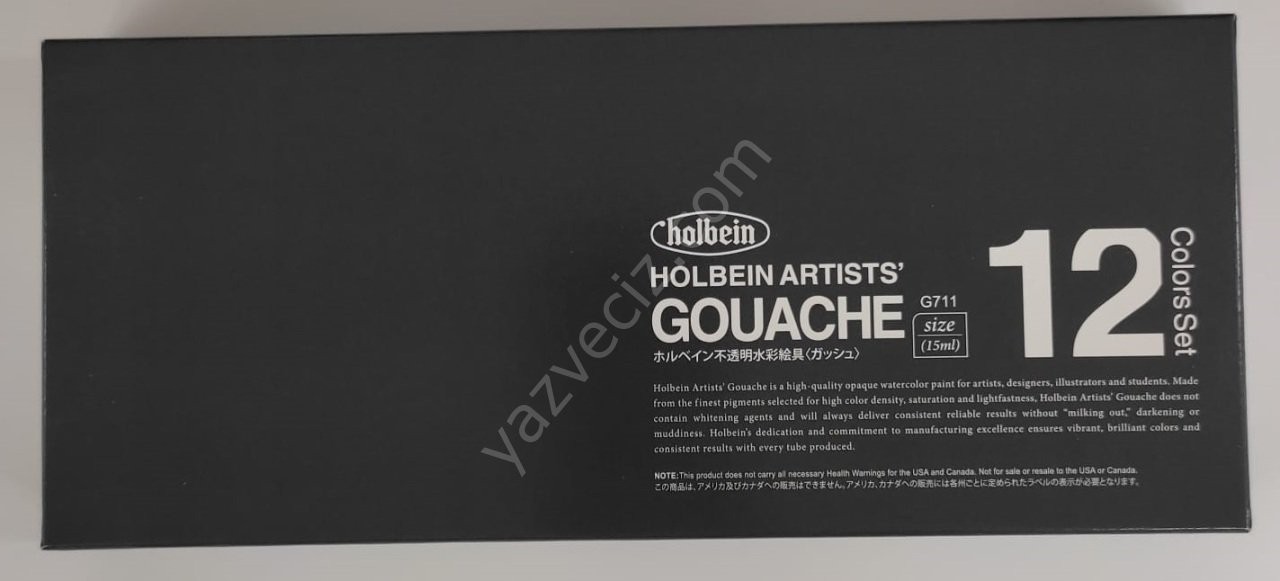 holbein
HOLBEIN ARTISTS'
GOUACHE
G711
size
(15ml)
12
Colors Set
ホルベイン不透明水彩絵具〈ガッシュ〉
Holbein Artists' Gouache is a high-quality opaque watercolor paint for artists, designers, illustrators and students. Made
from the finest pigments selected for high color density, saturation and lightfastness, Holbein Artists' Gouache does not
contain whitening agents and will always deliver consistent reliable results without "milking out," darkening or
muddiness. Holbein's dedication and commitment to manufacturing excellence ensures vibrant, brilliant colors and
consistent results with every tube produced.
NOTE:This product does not carry all necessary Health Warnings for the USA and Canada. Not for sale or resale to the USA or Canada.
この商品は、アメリカ及びカナダへの販売はできません。アメリカ、カナダへの販売には各州ごとに定められたラベルの表示が必要となります。
yazveciz.com